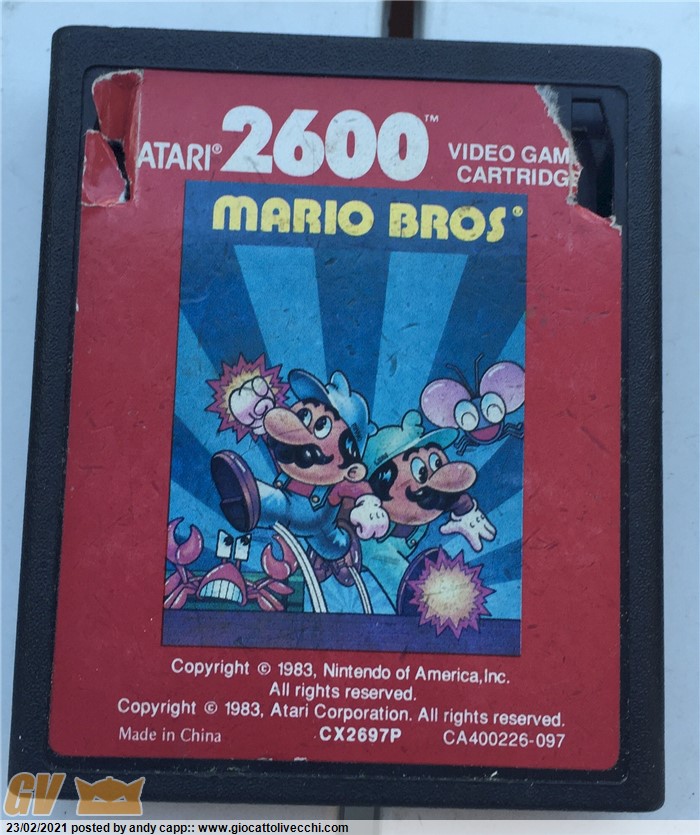 ATARI® 2600™ VIDEO GAM
CARTRIDGE
MARIO BROS®
Copyright © 1983, Nintendo of America,Inc.
All rights reserved.
Copyright © 1983, Atari Corporation. All rights reserved.
Made in China CX2697P CA400226-097
GV
23/02/2021 posted by andy capp:: www.giocattolivecchi.com